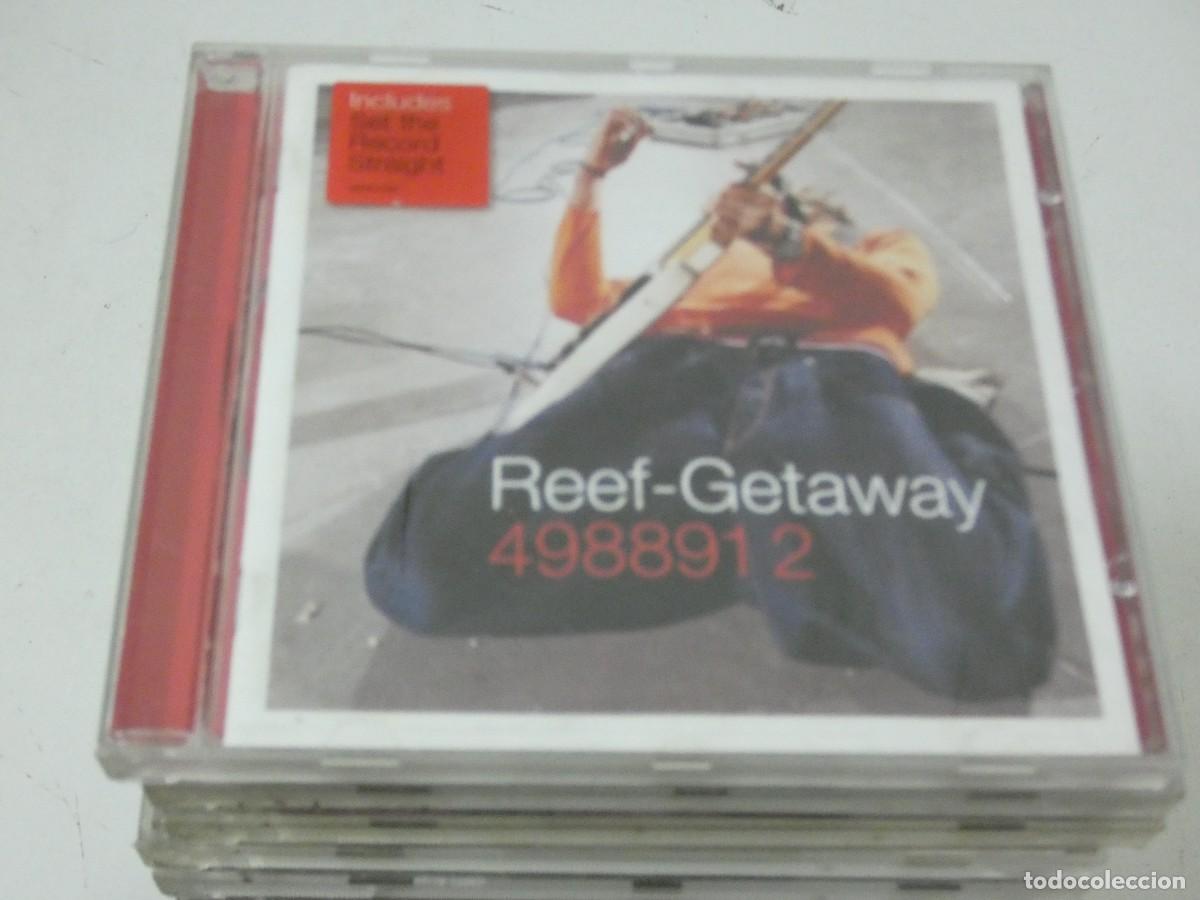 Includes
Set the
Record
Straight
Reef-Getaway
498891 2
todocoleccion